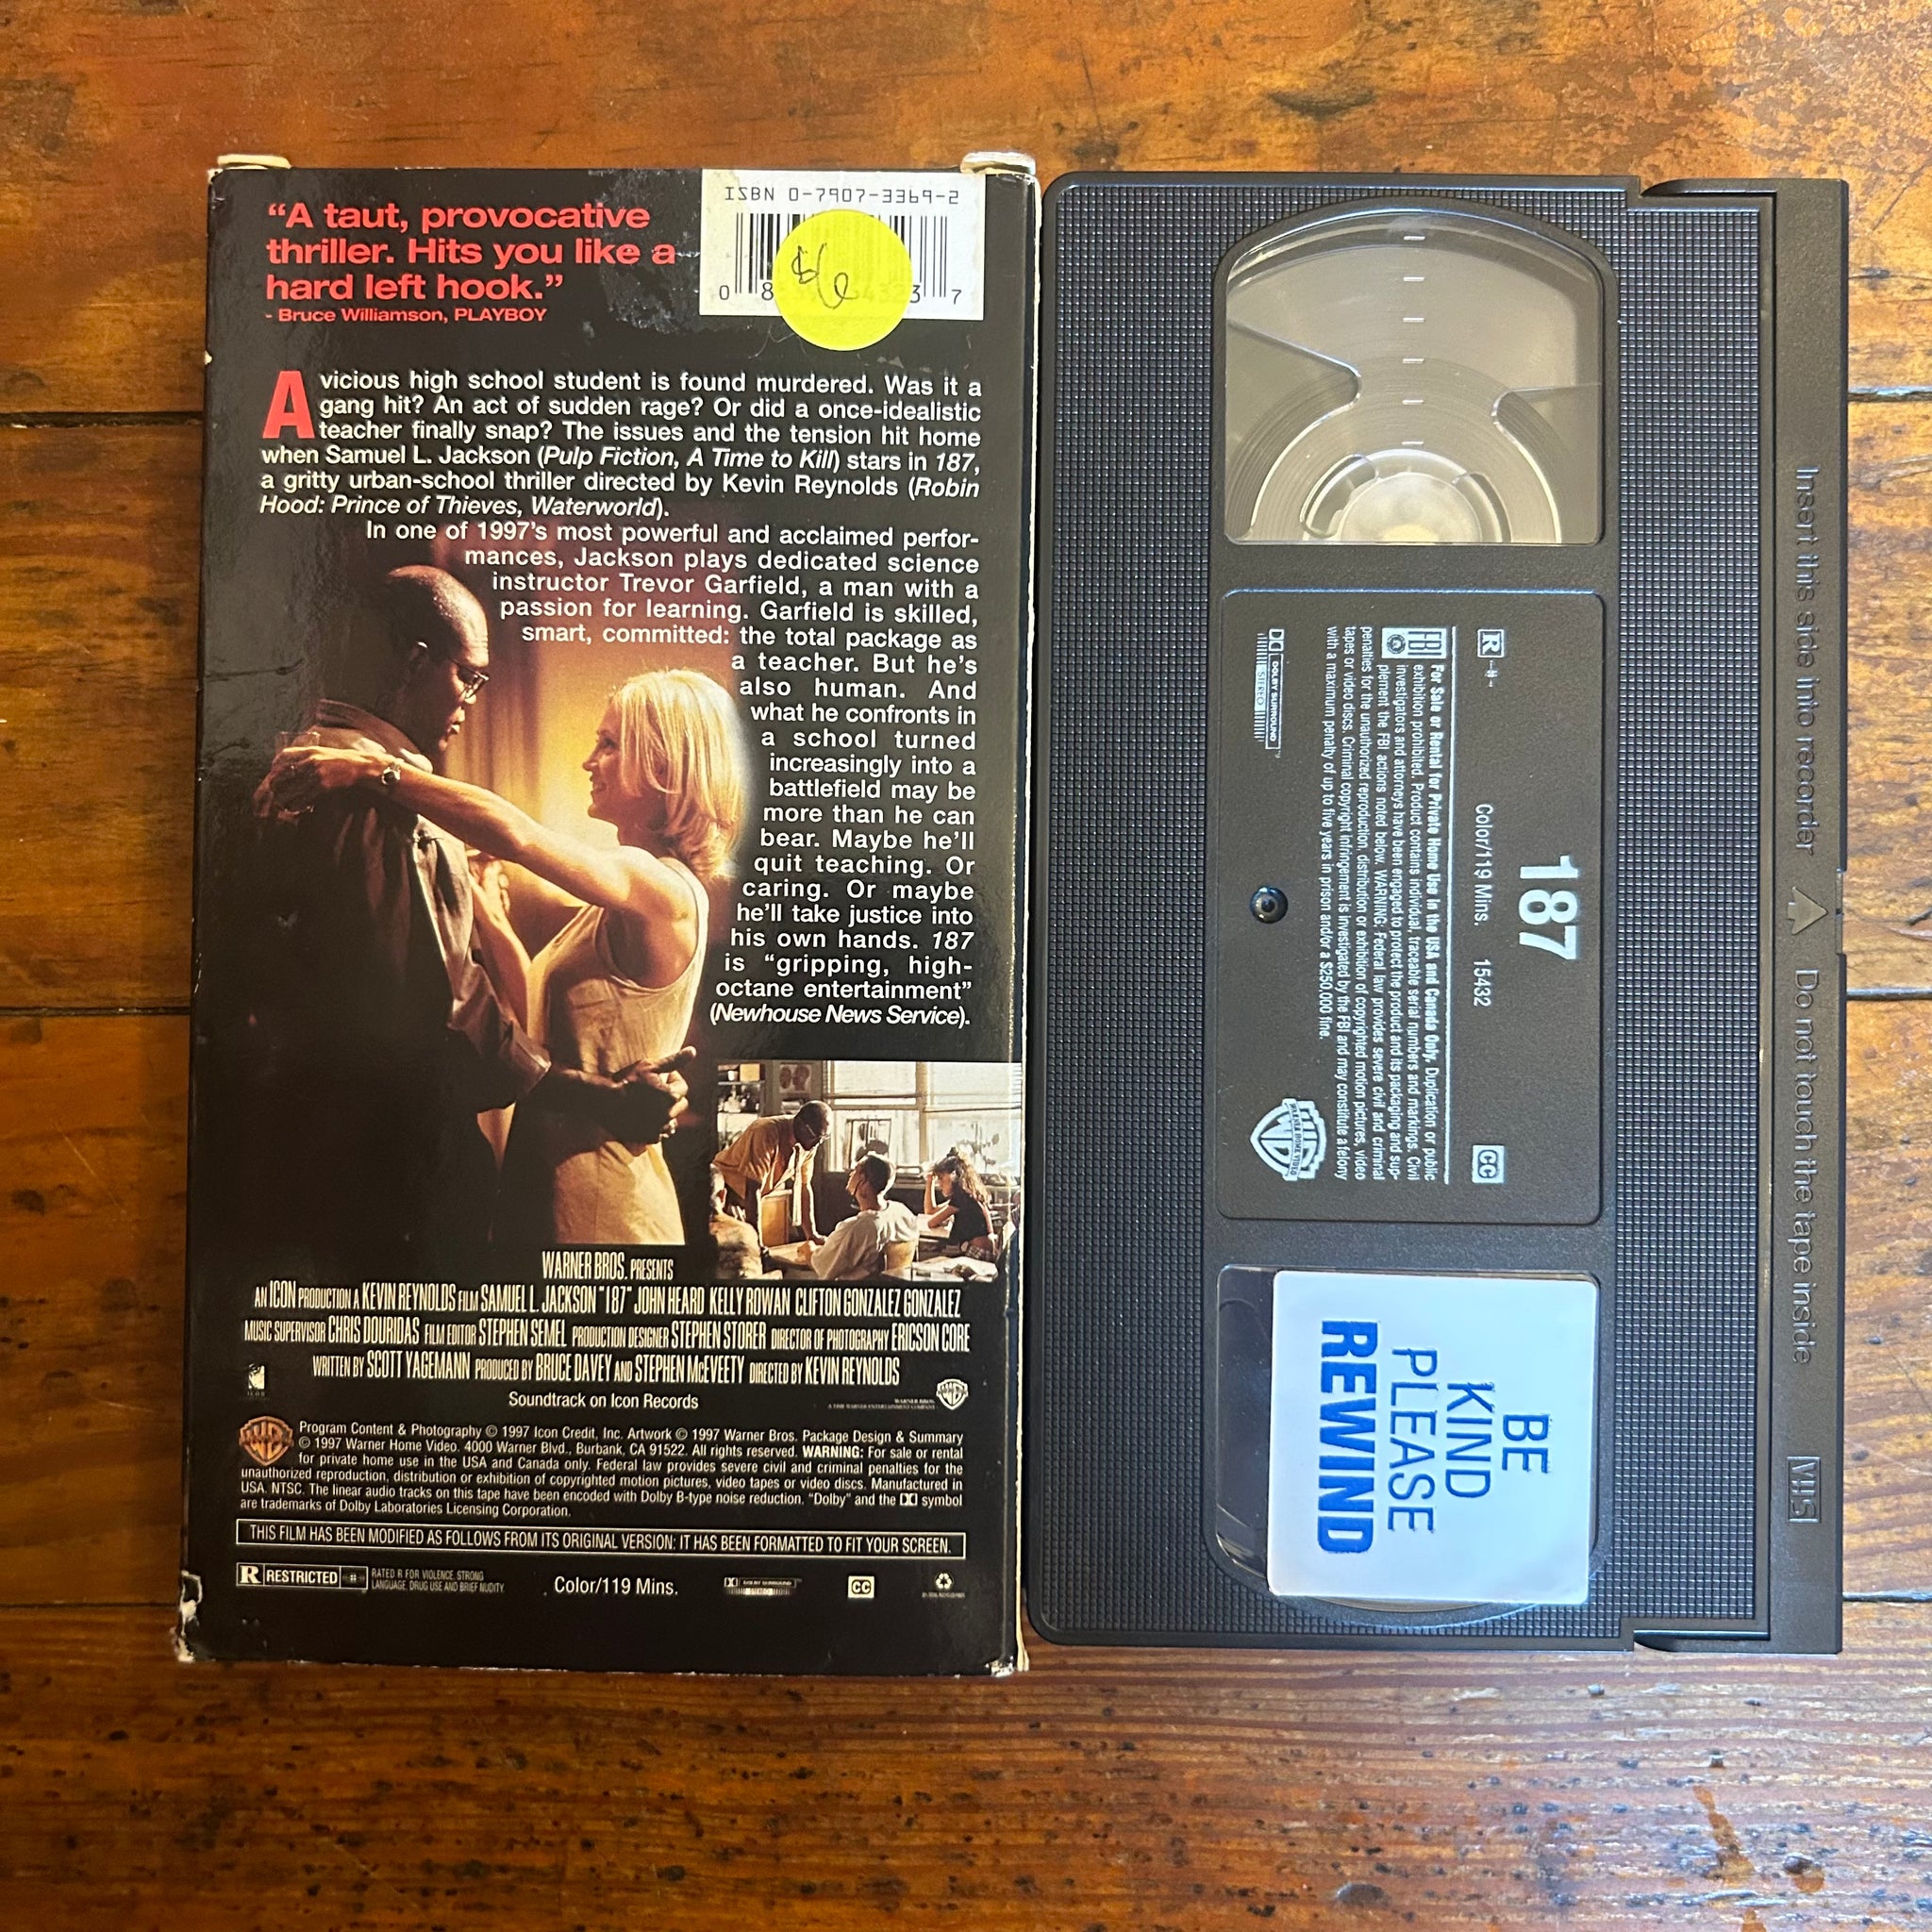 ISBN 0-7907-3369-2
"A taut, provocative
thriller. Hits you like a
hard left hook."
- Bruce Williamson, PLAYBOY
$6
0 8 3 7
A vicious high school student is found murdered. Was it a
gang hit? An act of sudden rage? Or did a once-idealistic
teacher finally snap? The issues and the tension hit home
when Samuel L. Jackson (Pulp Fiction, A Time to Kill) stars in 187,
a gritty urban-school thriller directed by Kevin Reynolds (Robin
Hood: Prince of Thieves, Waterworld).
In one of 1997's most powerful and acclaimed perfor-
mances, Jackson plays dedicated science
instructor Trevor Garfield, a man with a
passion for learning. Garfield is skilled,
smart, committed: the total package as
a teacher. But he's
also human. And
what he confronts in
a school turned
increasingly into a
battlefield may be
more than he can
bear. Maybe he'll
quit teaching. Or
caring. Or maybe
he'll take justice into
his own hands. 187
is "gripping, high-
octane entertainment"
(Newhouse News Service).
WARNER BROS. PRESENTS
AN ICON PRODUCTION A KEVIN REYNOLDS FILM SAMUEL L. JACKSON "187" JOHN HEARD KELLY ROWAN CLIFTON GONZALEZ GONZALEZ
MUSIC SUPERVISOR CHRIS DOURIDAS FILM EDITOR STEPHEN SEMEL PRODUCTION DESIGNER STEPHEN STORER DIRECTOR OF PHOTOGRAPHY ERICSON CORE
WRITTEN BY SCOTT YAGEMANN PRODUCED BY BRUCE DAVEY AND STEPHEN McEVEETY DIRECTED BY KEVIN REYNOLDS
Soundtrack on Icon Records
Program Content & Photography © 1997 Icon Credit, Inc. Artwork © 1997 Warner Bros. Package Design & Summary
© 1997 Warner Home Video. 4000 Warner Blvd., Burbank, CA 91522. All rights reserved. WARNING: For sale or rental
for private home use in the USA and Canada only. Federal law provides severe civil and criminal penalties for the
unauthorized reproduction, distribution or exhibition of copyrighted motion pictures, video tapes or video discs. Manufactured in
USA. NTSC. The linear audio tracks on this tape have been encoded with Dolby B-type noise reduction. "Dolby" and the symbol
are trademarks of Dolby Laboratories Licensing Corporation.
THIS FILM HAS BEEN MODIFIED AS FOLLOWS FROM ITS ORIGINAL VERSION: IT HAS BEEN FORMATTED TO FIT YOUR SCREEN.
R RESTRICTED RATED R FOR VIOLENCE, STRONG
LANGUAGE, DRUG USE AND BRIEF NUDITY
Color/119 Mins.
DOLBY SURROUND
CC
187
R Color/119 Mins. 15432 CC
FBI For Sale or Rental for Private Home Use in the USA and Canada Only. Duplication or public
exhibition prohibited. Product contains individual, traceable serial numbers and markings. Civil
investigators and attorneys have been engaged to protect the product and its packaging and sup-
plement the FBI actions noted below. WARNING: Federal law provides severe civil and criminal
penalties for the unauthorized reproduction, distribution or exhibition of copyrighted motion pictures, video
tapes or video discs. Criminal copyright infringement is investigated by the FBI and may constitute a felony
with a maximum penalty of up to five years in prison and/or a $250,000 fine.
DOLBY SURROUND
STEREO
BE
KIND
PLEASE
REWIND
Insert this side into recorder Do not touch the tape inside VHS